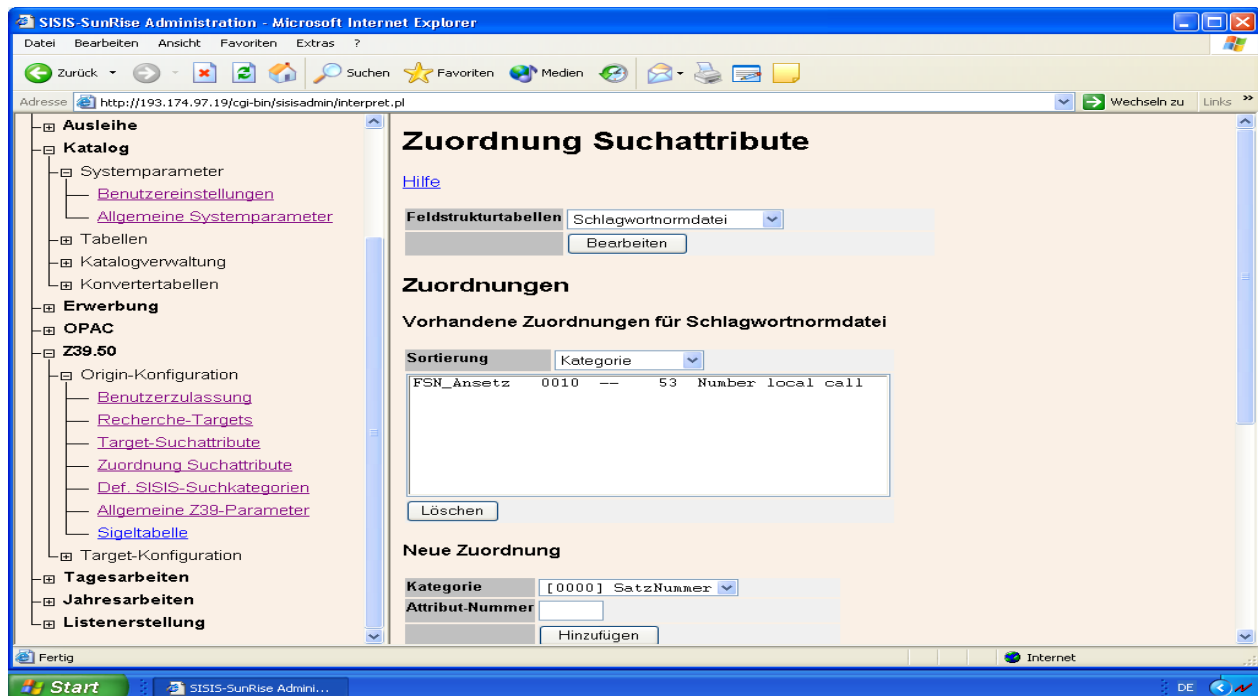 SISIS-SunRise Administration - Microsoft Internet Explorer
Datei Bearbeiten Ansicht Favoriten Extras ?
Zurück Suchen Favoriten Medien
Adresse http://193.174.97.19/cgi-bin/sisisadmin/interpret.pl Wechseln zu Links »
Ausleihe
Katalog
Systemparameter
Benutzereinstellungen
Allgemeine Systemparameter
Tabellen
Katalogverwaltung
Konvertertabellen
Erwerbung
OPAC
Z39.50
Origin-Konfiguration
Benutzerzulassung
Recherche-Targets
Target-Suchattribute
Zuordnung Suchattribute
Def. SISIS-Suchkategorien
Allgemeine Z39-Parameter
Sigeltabelle
Target-Konfiguration
Tagesarbeiten
Jahresarbeiten
Listenerstellung
Zuordnung Suchattribute
Hilfe
Feldstrukturtabellen Schlagwortnormdatei
Bearbeiten
Zuordnungen
Vorhandene Zuordnungen für Schlagwortnormdatei
Sortierung Kategorie
FSN_Ansetz 0010 -- 53 Number local call
Löschen
Neue Zuordnung
Kategorie [0000] SatzNummer
Attribut-Nummer
Hinzufügen
Fertig Internet
Start SISIS-SunRise Admini... DE